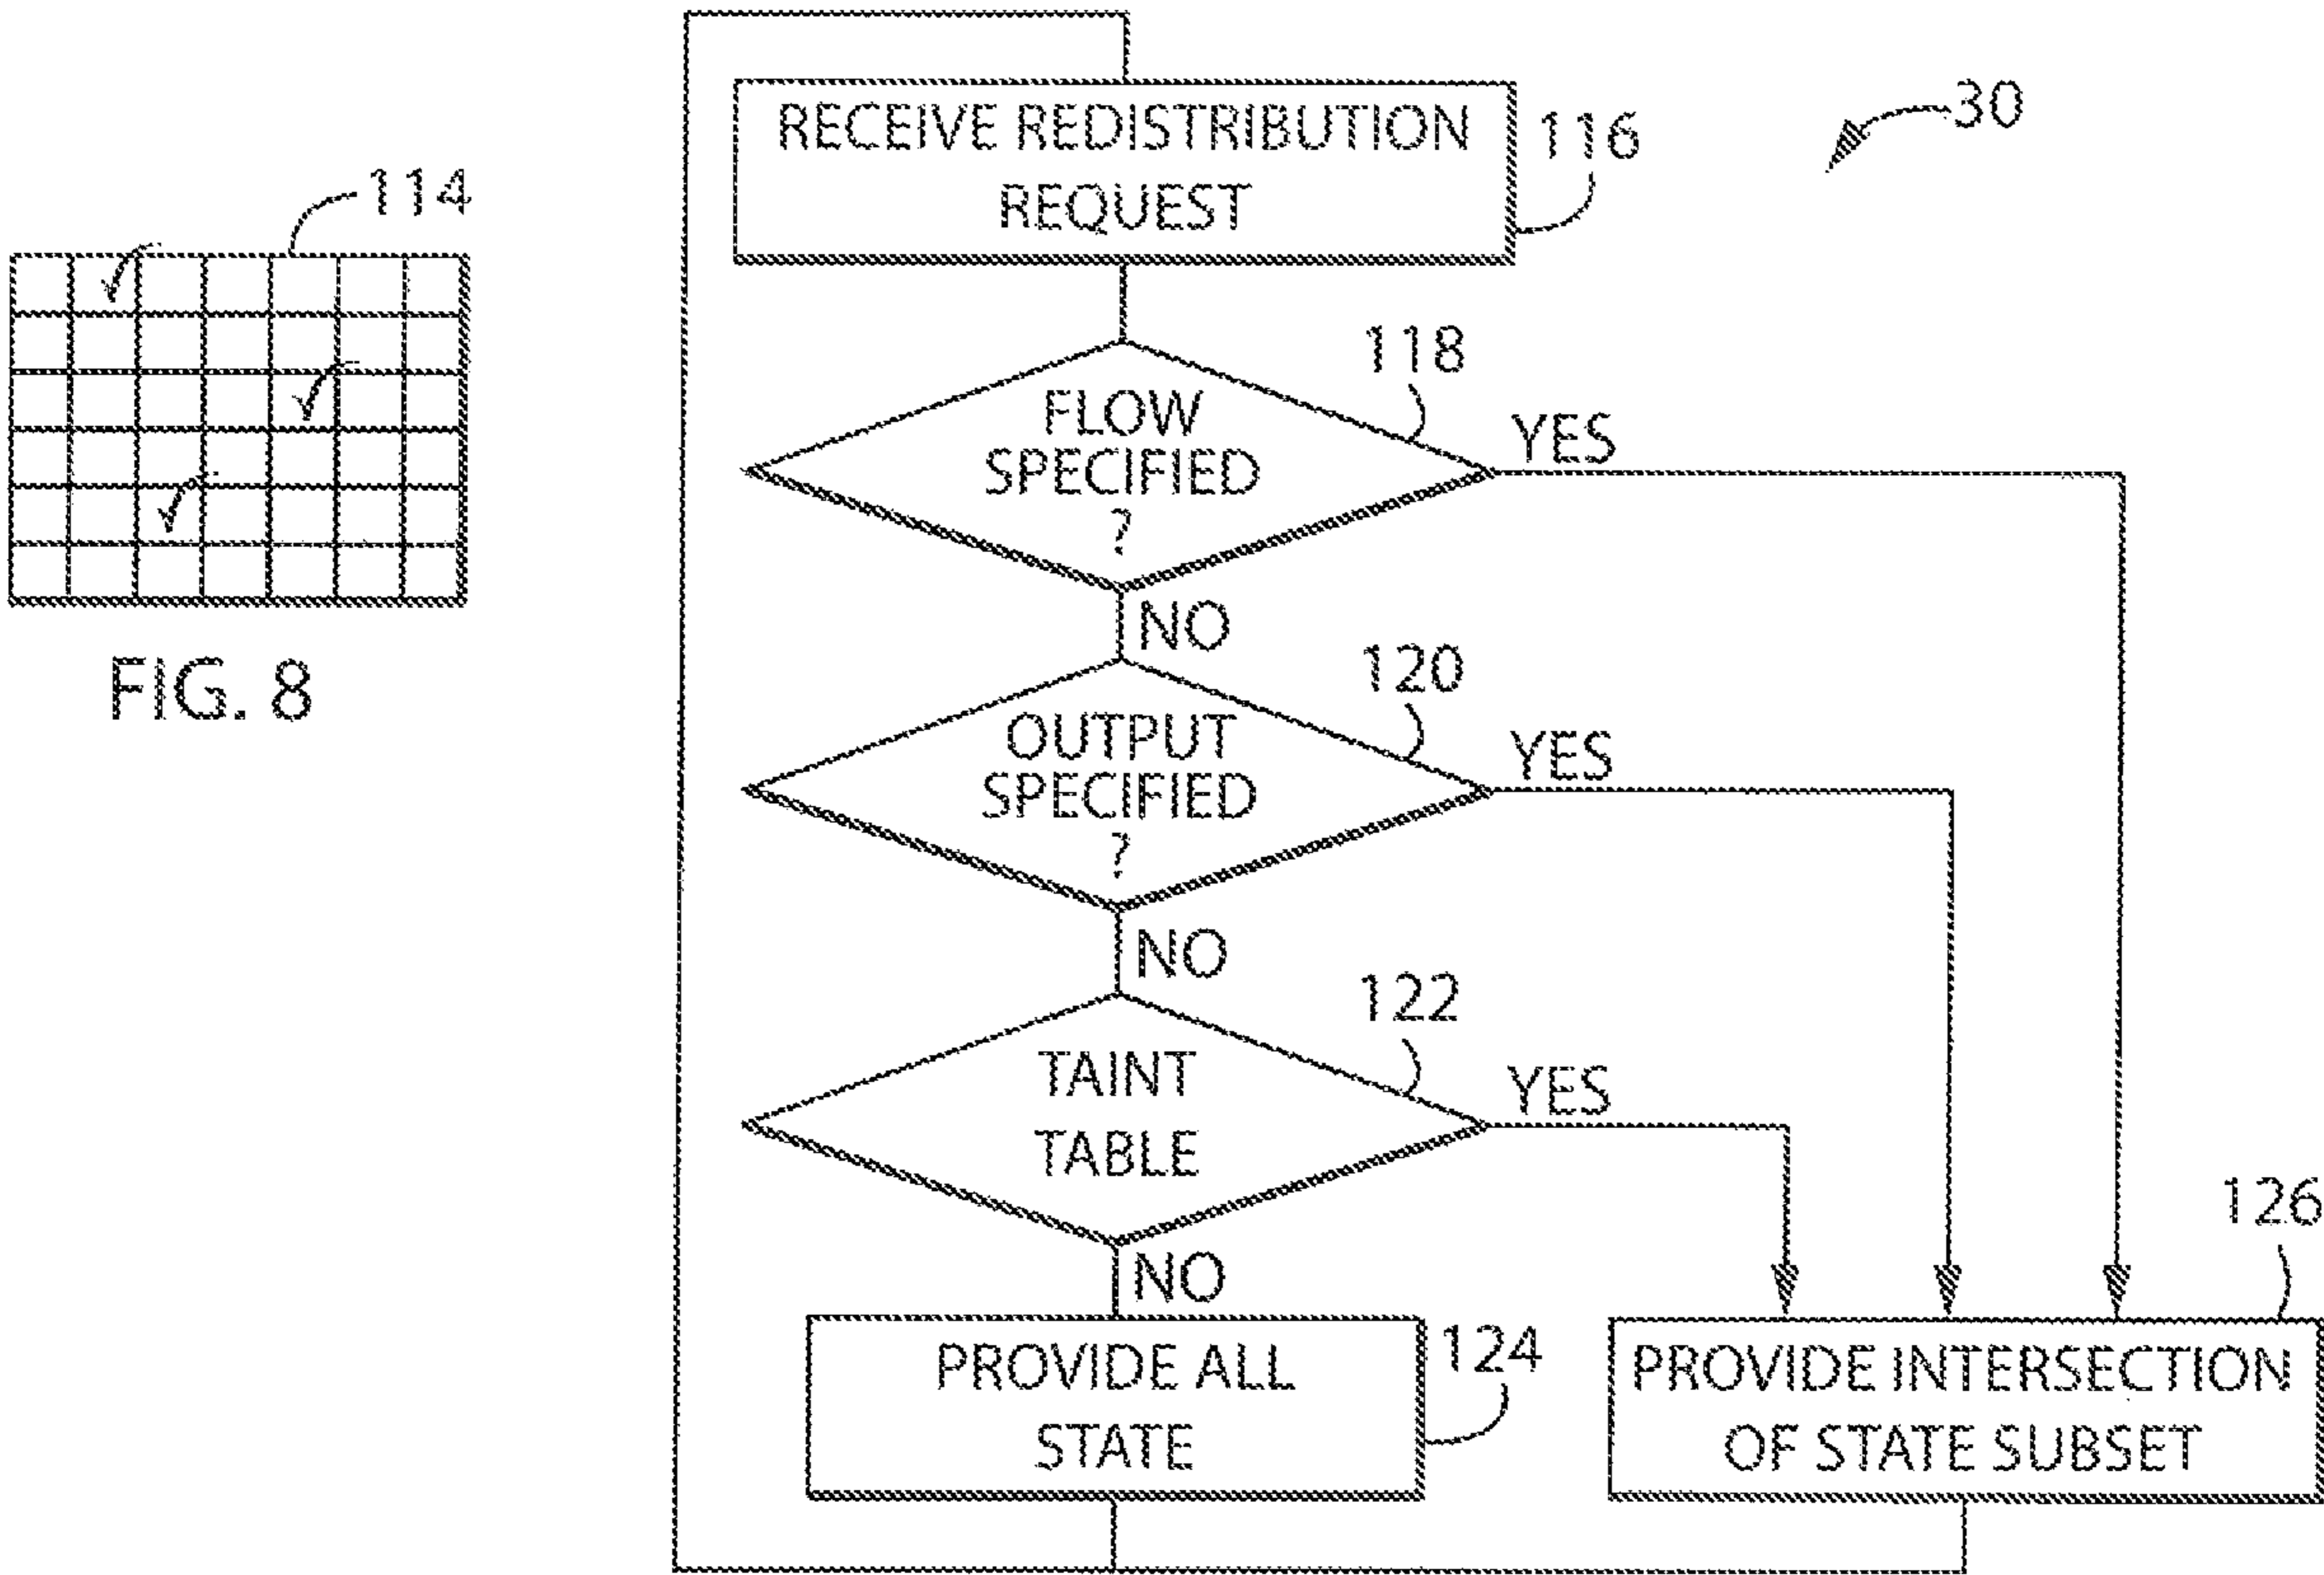 114
FIG. 8
30
RECEIVE REDISTRIBUTION
REQUEST
116
FLOW
SPECIFIED
?
118
YES
NO
OUTPUT
SPECIFIED
?
120
YES
NO
TAINT
TABLE
122
YES
NO
PROVIDE ALL
STATE
124
PROVIDE INTERSECTION
OF STATE SUBSET
126